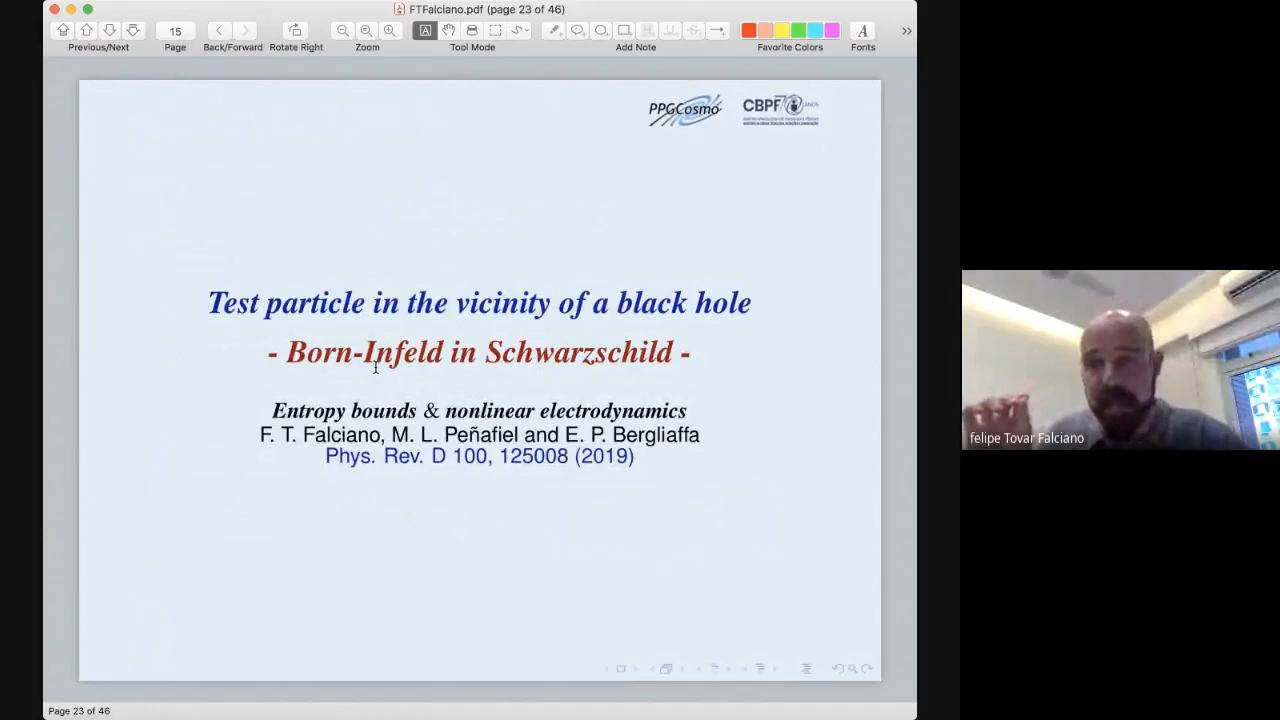 FTFalciano.pdf (page 23 of 46)
15
A
Previous/Next
Page
Back/Forward
Rotate Right
Zoom
Tool Mode
Add Note
Favorite Colors
Fonts
PPGCosmo
CBPF
ANOS
Test particle in the vicinity of a black hole
- Born-Infeld in Schwarzschild -
Entropy bounds & nonlinear electrodynamics
F. T. Falciano, M. L. Peñafiel and E. P. Bergliaffa
Phys. Rev. D 100, 125008 (2019)
felipe Tovar Falciano
Page 23 of 46